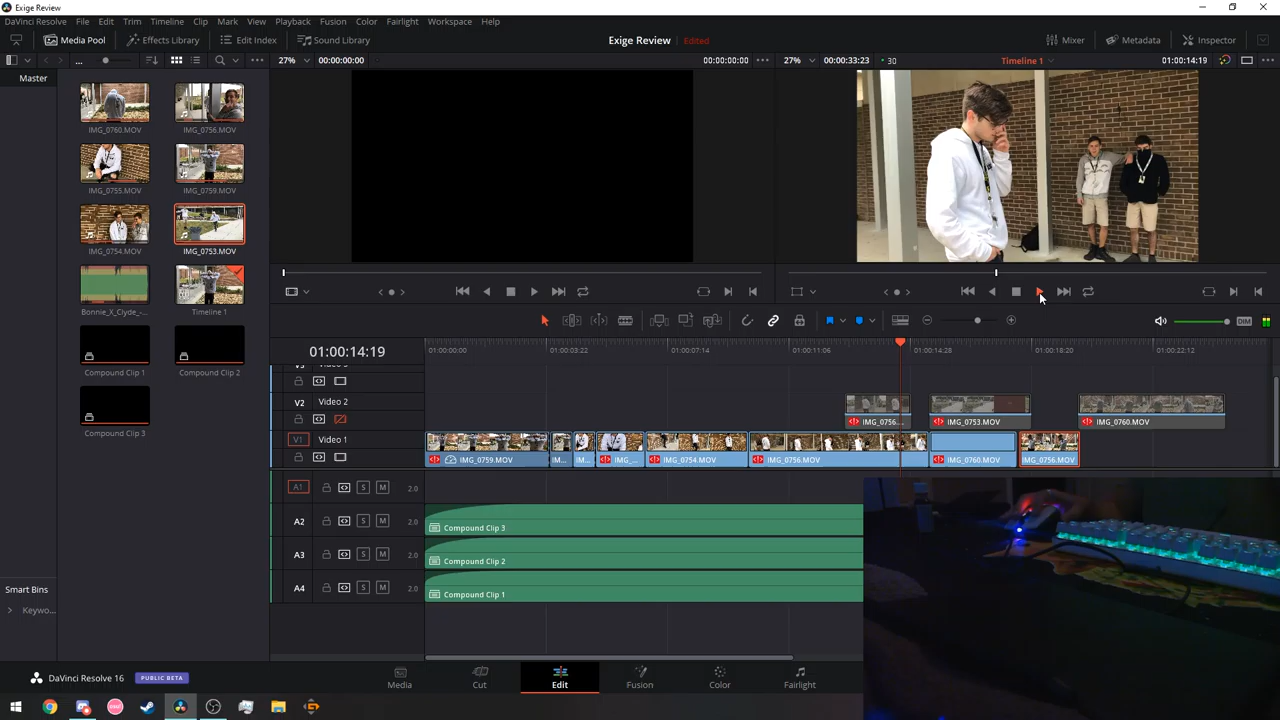 Exige Review
DaVinci Resolve File Edit Trim Timeline Clip Mark View Playback Fusion Color Fairlight Workspace Help
Media Pool Effects Library Edit Index Sound Library Exige Review Edited Mixer Metadata Inspector
... 27% 00:00:00:00 00:00:00:00 27% 00:00:33:23 30 Timeline 1 01:00:14:19
Master
IMG_0760.MOV IMG_0756.MOV
IMG_0755.MOV IMG_0759.MOV
IMG_0754.MOV IMG_0753.MOV
Bonnie_X_Clyde_-... Timeline 1
Compound Clip 1 Compound Clip 2
Compound Clip 3
DIM
01:00:14:19 01:00:00:00 01:00:03:22 01:00:07:14 01:00:11:06 01:00:14:28 01:00:18:20 01:00:22:12
V2 Video 2
IMG_0756... IMG_0753.MOV IMG_0760.MOV
V1 Video 1
IMG_0759.MOV IM... IM... IMG_... IMG_0754.MOV IMG_0756.MOV IMG_0760.MOV IMG_0756.MOV
A1 S M 2.0
A2 S M 2.0 Compound Clip 3
A3 S M 2.0 Compound Clip 2
A4 S M 2.0 Compound Clip 1
Smart Bins
Keywo...
DaVinci Resolve 16 PUBLIC BETA Media Cut Edit Fusion Color Fairlight